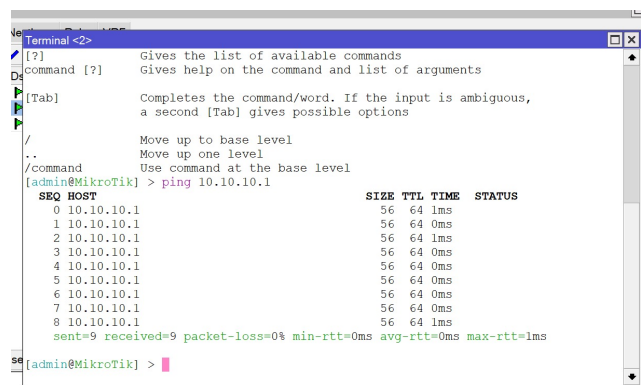 Terminal <2>
[?] Gives the list of available commands
command [?] Gives help on the command and list of arguments
[Tab] Completes the command/word. If the input is ambiguous,
a second [Tab] gives possible options
/ Move up to base level
.. Move up one level
/command Use command at the base level
[admin@MikroTik] > ping 10.10.10.1
SEQ HOST SIZE TTL TIME STATUS
0 10.10.10.1 56 64 1ms
1 10.10.10.1 56 64 0ms
2 10.10.10.1 56 64 0ms
3 10.10.10.1 56 64 0ms
4 10.10.10.1 56 64 0ms
5 10.10.10.1 56 64 0ms
6 10.10.10.1 56 64 0ms
7 10.10.10.1 56 64 0ms
8 10.10.10.1 56 64 1ms
sent=9 received=9 packet-loss=0% min-rtt=0ms avg-rtt=0ms max-rtt=1ms
[admin@MikroTik] >